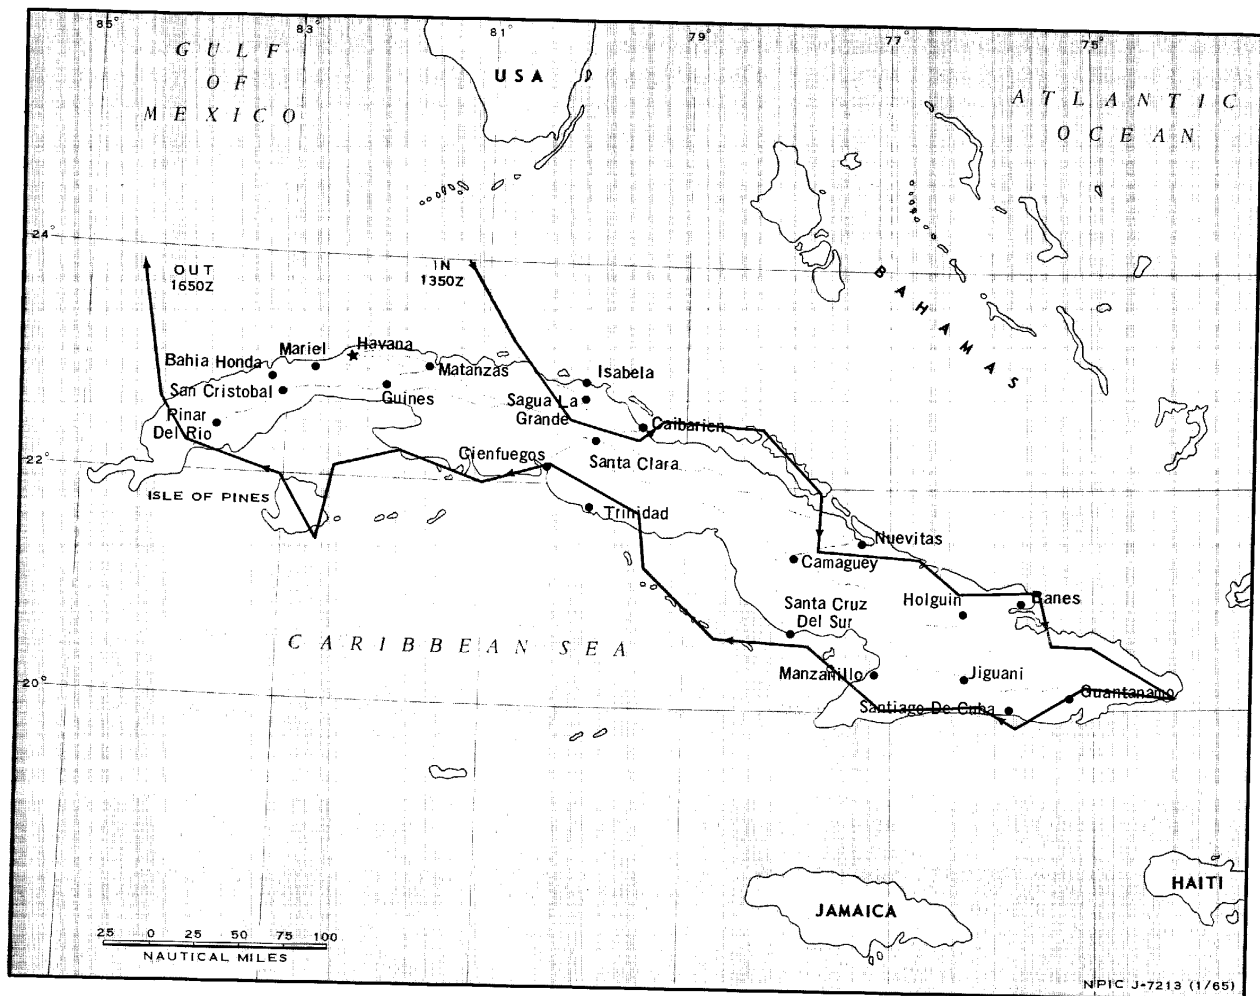 85°
83°
81°
79°
77°
75°
GULF
OF
MEXICO
USA
ATLANTIC
OCEAN
24°
OUT
1650Z
IN
1350Z
BAHAMAS
Havana
Mariel
Bahia Honda
Matanzas
Isabela
San Cristobal
Guines
Sagua La
Grande
Pinar
Del Rio
Caibarien
22°
Cienfuegos
Santa Clara
ISLE OF PINES
Trinidad
Nuevitas
Camaguey
Santa Cruz
Del Sur
Holguin
Banes
CARIBBEAN SEA
20°
Manzanillo
Jiguani
Guantanamo
Santiago De Cuba
JAMAICA
HAITI
25 0 25 50 75 100
NAUTICAL MILES
NPIC J-7213 (1/65)